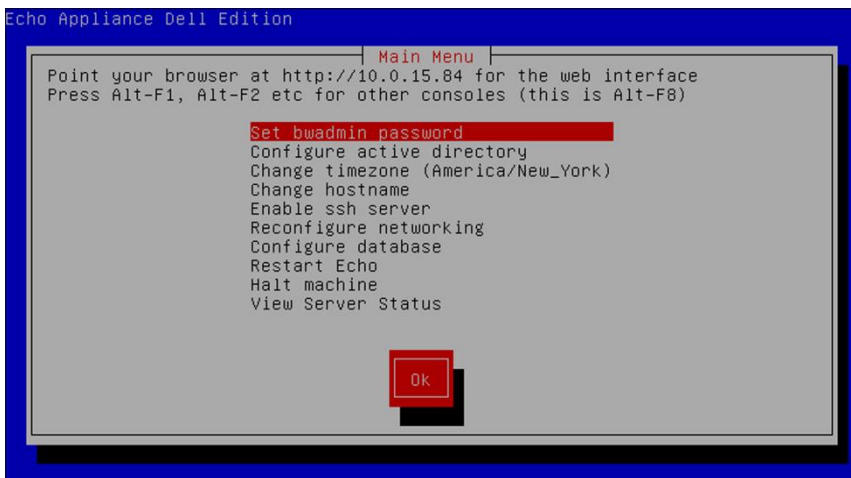 Echo Appliance Dell Edition
Main Menu
Point your browser at http://10.0.15.84 for the web interface
Press Alt-F1, Alt-F2 etc for other consoles (this is Alt-F8)
Set bwadmin password
Configure active directory
Change timezone (America/New_York)
Change hostname
Enable ssh server
Reconfigure networking
Configure database
Restart Echo
Halt machine
View Server Status
Ok